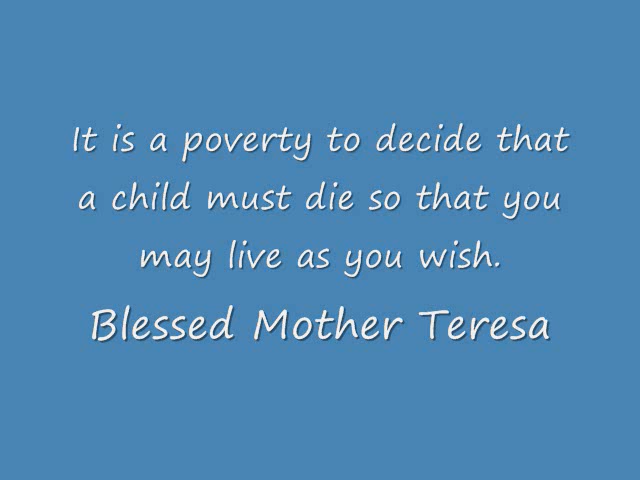 It is a poverty to decide that
a child must die so that you
may live as you wish.
Blessed Mother Teresa